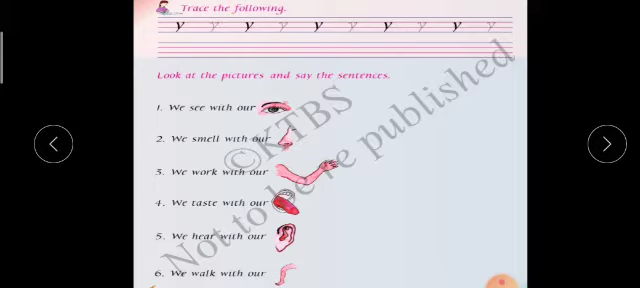 Trace the following.
y y y y y y y y y y
Look at the pictures and say the sentences.
1. We see with our
2. We smell with our
3. We work with our
4. We taste with our
5. We hear with our
6. We walk with our
©KTBS
Not to be re published